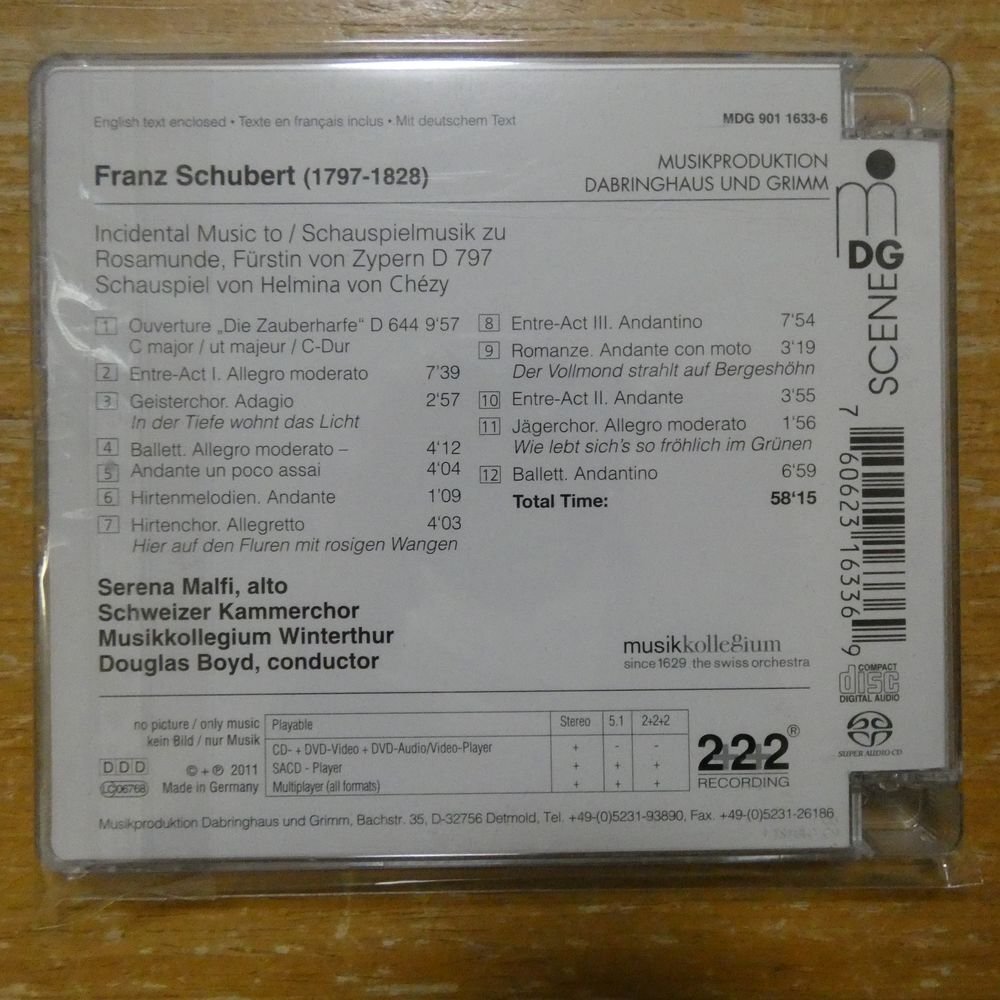 English text enclosed • Texte en français inclus • Mit deutschem Text
MDG 901 1633-6
Franz Schubert (1797-1828)
MUSIKPRODUKTION
DABRINGHAUS UND GRIMM
Incidental Music to / Schauspielmusik zu
Rosamunde, Fürstin von Zypern D 797
Schauspiel von Helmina von Chézy
1 Ouverture „Die Zauberharfe“ D 644 9‘57
C major / ut majeur / C-Dur
2 Entre-Act I. Allegro moderato 7’39
3 Geisterchor. Adagio 2‘57
In der Tiefe wohnt das Licht
4 Ballett. Allegro moderato – 4‘12
5 Andante un poco assai 4‘04
6 Hirtenmelodien. Andante 1’09
7 Hirtenchor. Allegretto 4‘03
Hier auf den Fluren mit rosigen Wangen
8 Entre-Act III. Andantino 7‘54
9 Romanze. Andante con moto 3‘19
Der Vollmond strahlt auf Bergeshöhn
10 Entre-Act II. Andante 3‘55
11 Jägerchor. Allegro moderato 1‘56
Wie lebt sich’s so fröhlich im Grünen
12 Ballett. Andantino 6‘59
Total Time: 58‘15
Serena Malfi, alto
Schweizer Kammerchor
Musikkollegium Winterthur
Douglas Boyd, conductor
musikkollegium
since1629 the swiss orchestra
no picture / only music
kein Bild / nur Musik
DDD
LC06768
© + ℗ 2011
Made in Germany
Playable Stereo 5.1 2+2+2
CD- + DVD-Video + DVD-Audio/Video-Player + - -
SACD - Player + + +
Multiplayer (all formats) + + +
2+2+2®
RECORDING
Musikproduktion Dabringhaus und Grimm, Bachstr. 35, D-32756 Detmold, Tel. +49-(0)5231-93890, Fax. +49-(0)5231-26186
MDG
SCENE
7 60623 16336 9
COMPACT
disc
DIGITAL AUDIO
SUPER AUDIO CD